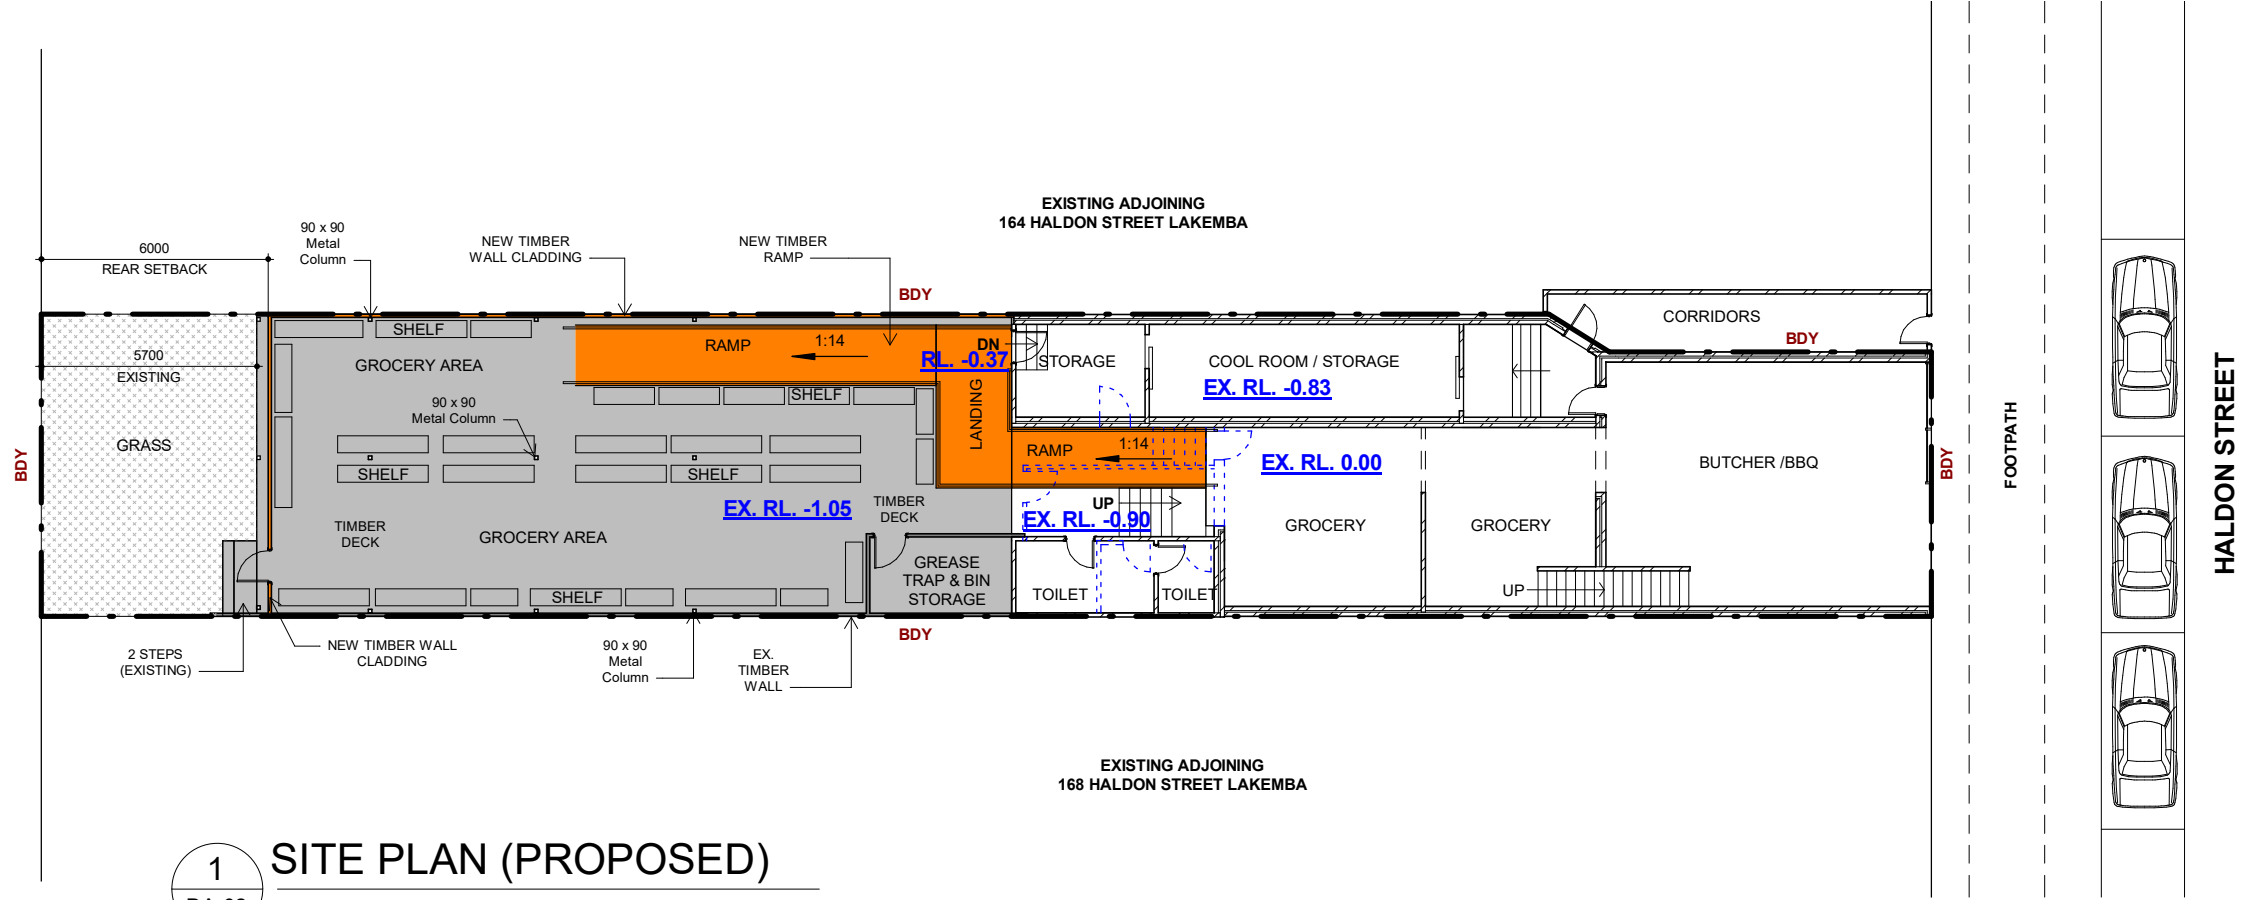 EXISTING ADJOINING
164 HALDON STREET LAKEMBA
90 x 90
Metal
Column
6000
REAR SETBACK
NEW TIMBER
WALL CLADDING
NEW TIMBER
RAMP
BDY
CORRIDORS
BDY
SHELF
RAMP
1:14
DN
RL. -0.37
STORAGE
COOL ROOM / STORAGE
EX. RL. -0.83
5700
EXISTING
GROCERY AREA
90 x 90
Metal Column
SHELF
LANDING
GRASS
BDY
SHELF
SHELF
RAMP
1:14
EX. RL. 0.00
BUTCHER /BBQ
BDY
FOOTPATH
HALDON STREET
EX. RL. -1.05
TIMBER
DECK
UP
EX. RL. -0.90
GROCERY
GROCERY
TIMBER
DECK
GROCERY AREA
GREASE
TRAP & BIN
STORAGE
SHELF
TOILET
TOILET
UP
BDY
2 STEPS
(EXISTING)
NEW TIMBER WALL
CLADDING
90 x 90
Metal
Column
EX.
TIMBER
WALL
EXISTING ADJOINING
168 HALDON STREET LAKEMBA
1
SITE PLAN (PROPOSED)